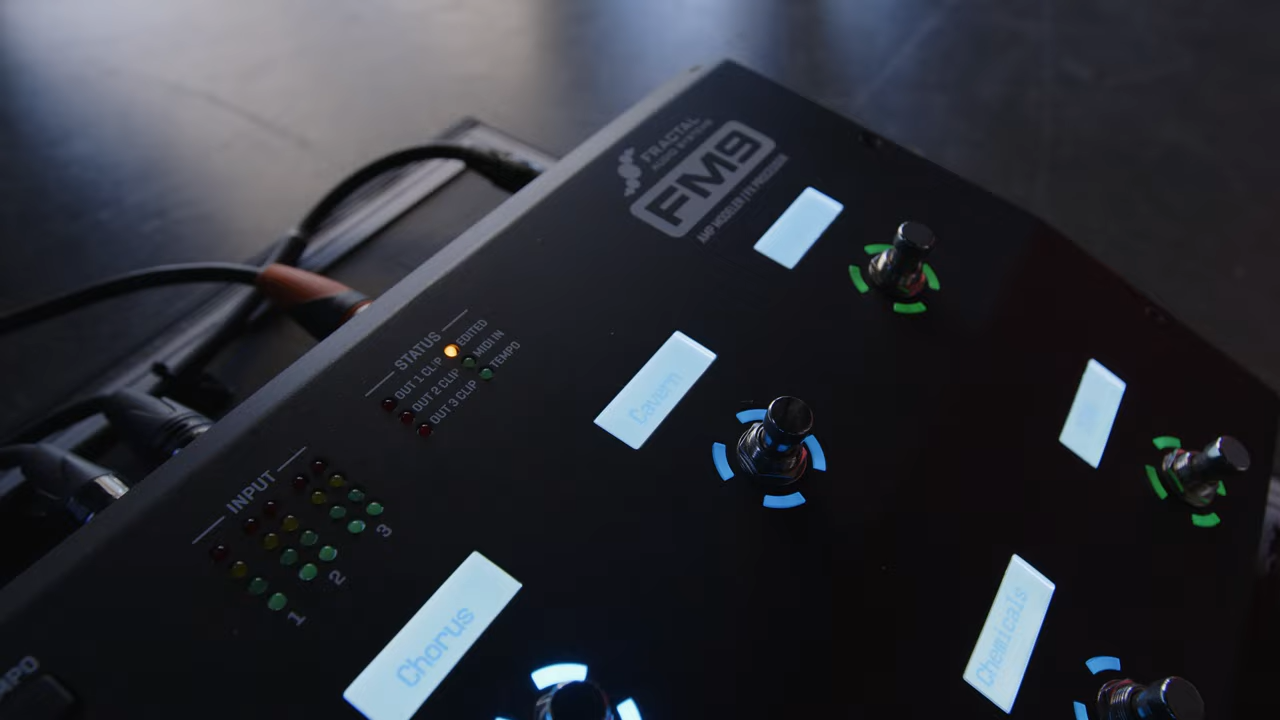 FRACTAL
AUDIO SYSTEMS
FM9
AMP MODELER/FX PROCESSOR
STATUS
OUT 1 CLIP EDITED
OUT 2 CLIP MIDI IN
OUT 3 CLIP TEMPO
Cavern
INPUT
1 2 3
Chorus
Chemicals